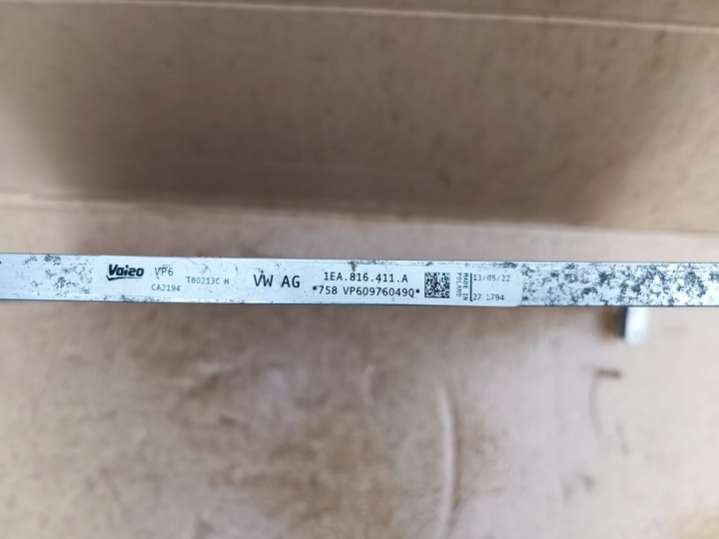 Valeo VP6
CA2194
T80213C H
VW AG
1EA.816.411.A
*758 VP609760490*
MADE IN
POLAND
13/05/22
27 1794